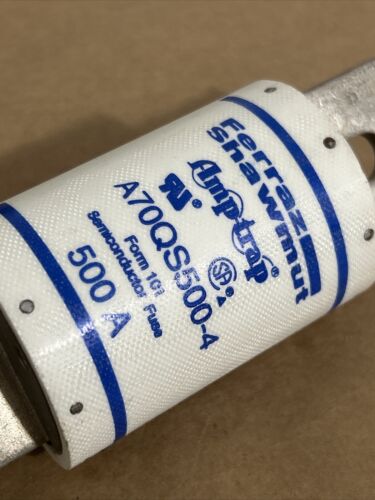 Ferraz
Shawmut
Amp-trap
A70QS500-4
Form 101
Semiconductor Fuse
500 A